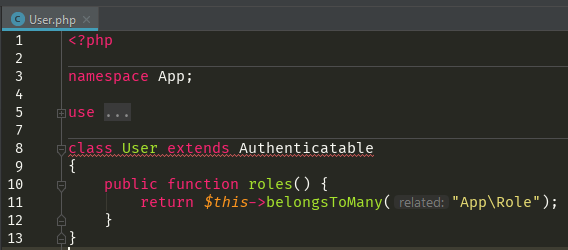 User.php
1 <?php
2
3 namespace App;
4
5 use ...
7
8 class User extends Authenticatable
9 {
10     public function roles() {
11         return $this->belongsToMany( related: "App\Role");
12     }
13 }